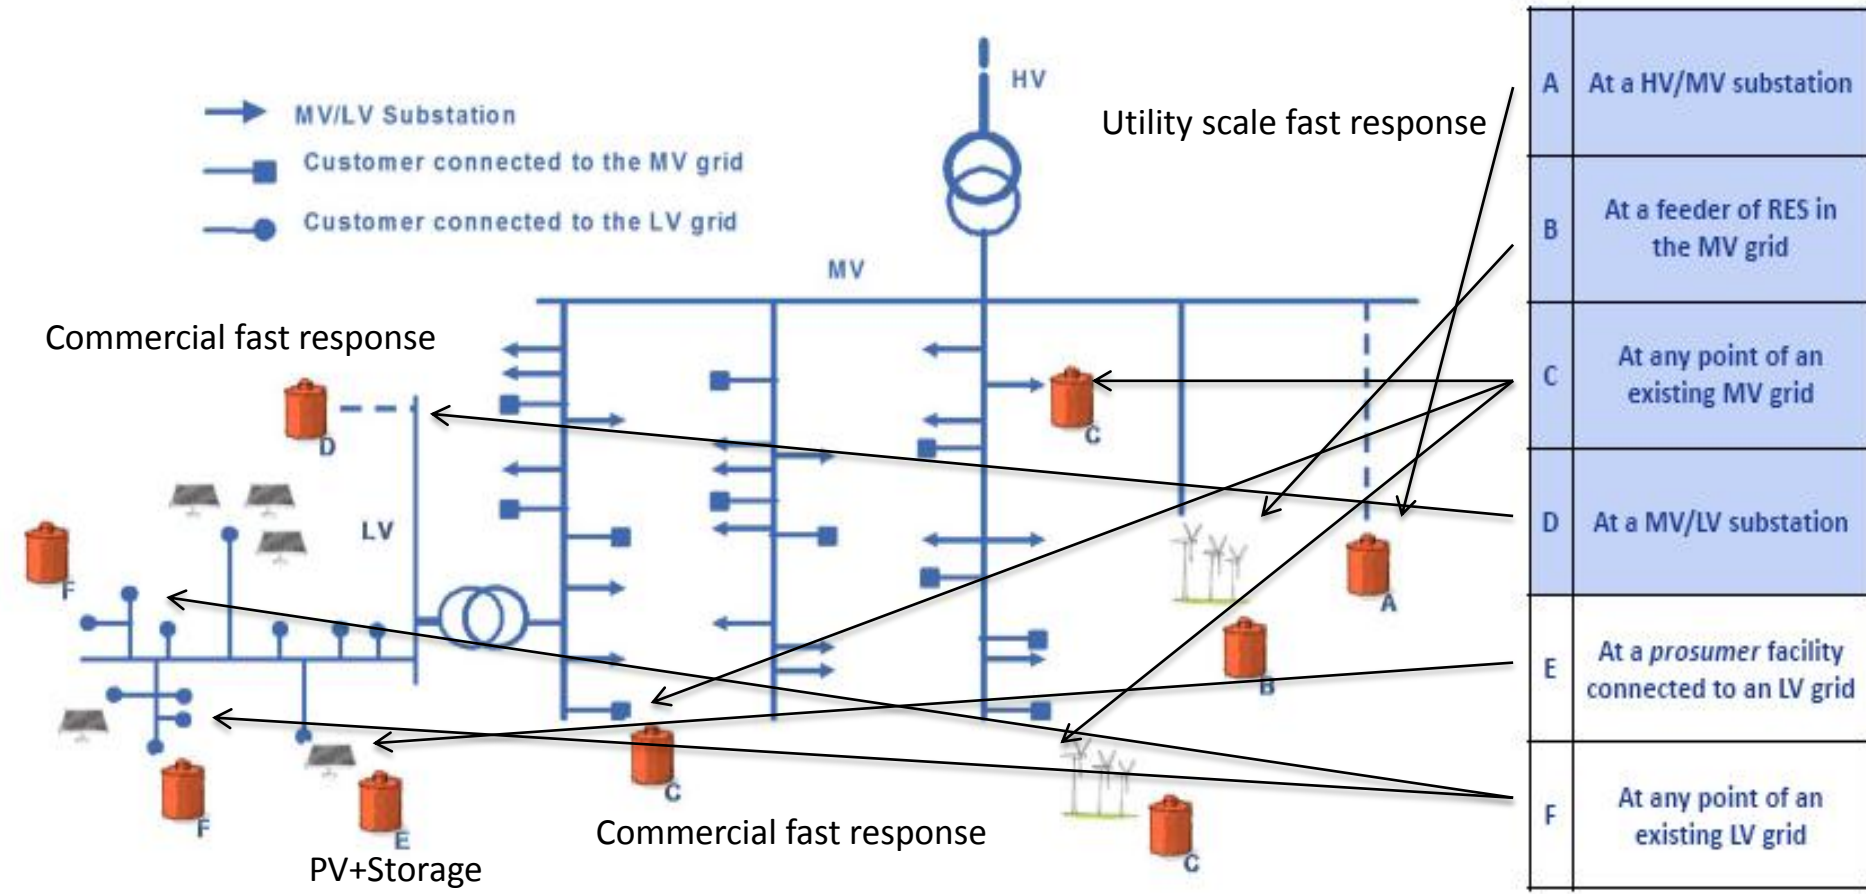 HV
MV/LV Substation
Customer connected to the MV grid
Customer connected to the LV grid
Utility scale fast response
MV
Commercial fast response
D
C
LV
F
A
B
C
F
E
C
Commercial fast response
PV+Storage
A At a HV/MV substation
B At a feeder of RES in
the MV grid
C At any point of an
existing MV grid
D At a MV/LV substation
E At a prosumer facility
connected to an LV grid
F At any point of an
existing LV grid